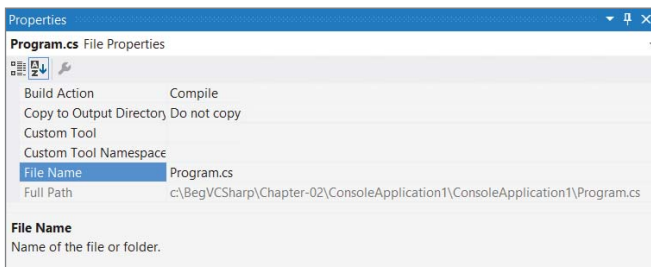 Properties
Program.cs File Properties
Build Action Compile
Copy to Output Directory Do not copy
Custom Tool
Custom Tool Namespace
File Name Program.cs
Full Path c:\BegVCSharp\Chapter-02\ConsoleApplication1\ConsoleApplication1\Program.cs
File Name
Name of the file or folder.